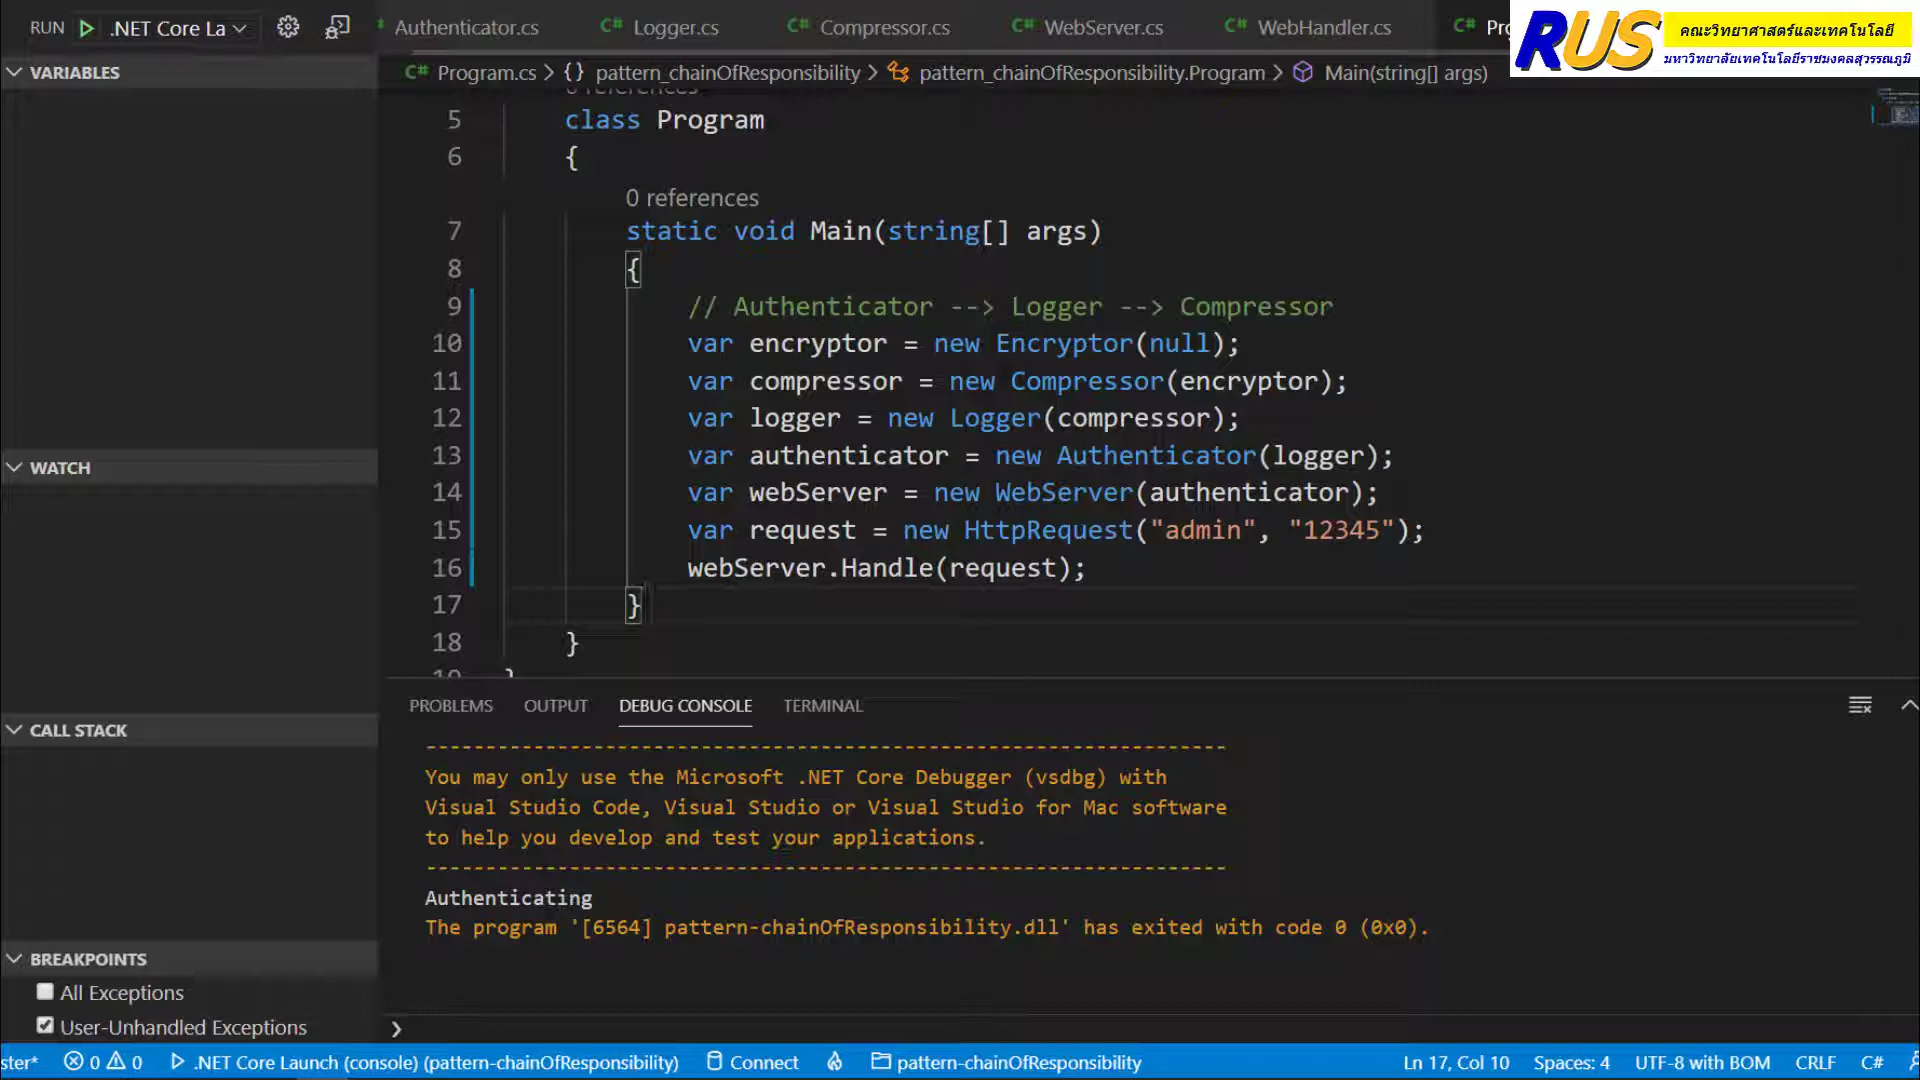 RUN .NET Core La
Authenticator.cs
C# Logger.cs
C# Compressor.cs
C# WebServer.cs
C# WebHandler.cs
C#
RUS
คณะวิทยาศาสตร์และเทคโนโลยี
มหาวิทยาลัยเทคโนโลยีราชมงคลสุวรรณภูมิ
VARIABLES
C# Program.cs > {} pattern_chainOfResponsibility > pattern_chainOfResponsibility.Program > Main(string[] args)
5 class Program
6 {
0 references
7 static void Main(string[] args)
8 {
9 // Authenticator --> Logger --> Compressor
10 var encryptor = new Encryptor(null);
11 var compressor = new Compressor(encryptor);
12 var logger = new Logger(compressor);
13 var authenticator = new Authenticator(logger);
14 var webServer = new WebServer(authenticator);
15 var request = new HttpRequest("admin", "12345");
16 webServer.Handle(request);
17 }
18 }
WATCH
CALL STACK
BREAKPOINTS
All Exceptions
User-Unhandled Exceptions
PROBLEMS OUTPUT DEBUG CONSOLE TERMINAL
-------------------------------------------------------------------
You may only use the Microsoft .NET Core Debugger (vsdbg) with
Visual Studio Code, Visual Studio or Visual Studio for Mac software
to help you develop and test your applications.
-------------------------------------------------------------------
Authenticating
The program '[6564] pattern-chainOfResponsibility.dll' has exited with code 0 (0x0).
ster* 0 0 .NET Core Launch (console) (pattern-chainOfResponsibility) Connect pattern-chainOfResponsibility Ln 17, Col 10 Spaces: 4 UTF-8 with BOM CRLF C#